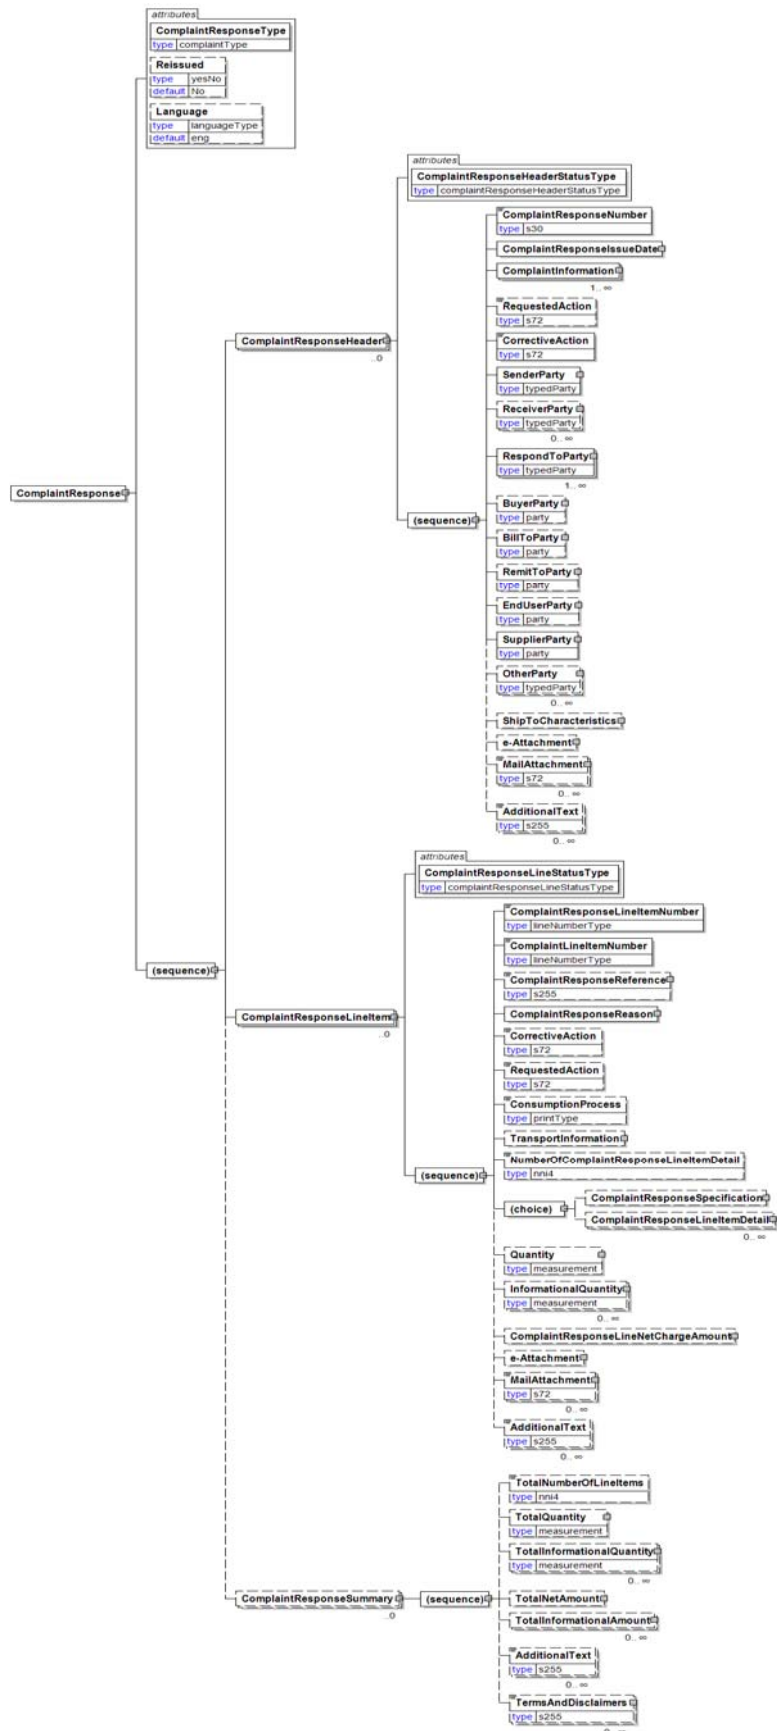 attributes
ComplaintResponseType
type complaintType
Reissued
type yesNo
default No
Language
type languageType
default eng
attributes
ComplaintResponseHeaderStatusType
type complaintResponseHeaderStatusType
ComplaintResponseNumber
type s30
ComplaintResponseIssueDate
ComplaintInformation
1.. ∞
RequestedAction
type s72
ComplaintResponseHeader
..0
CorrectiveAction
type s72
SenderParty
type typedParty
ReceiverParty
type typedParty
0.. ∞
RespondToParty
type typedParty
1.. ∞
ComplaintResponse
BuyerParty
type party
(sequence)
BillToParty
type party
RemitToParty
type party
EndUserParty
type party
SupplierParty
type party
OtherParty
type typedParty
0.. ∞
ShipToCharacteristics
e-Attachment
MailAttachment
type s72
0.. ∞
AdditionalText
type s255
0.. ∞
attributes
ComplaintResponseLineStatusType
type complaintResponseLineStatusType
ComplaintResponseLineItemNumber
type lineNumberType
ComplaintLineItemNumber
type lineNumberType
(sequence)
ComplaintResponseReference
type s255
ComplaintResponseLineItem
..0
ComplaintResponseReason
CorrectiveAction
type s72
RequestedAction
type s72
ConsumptionProcess
type printType
TransportInformation
NumberOfComplaintResponseLineItemDetail
type nni4
(sequence)
(choice)
ComplaintResponseSpecification
ComplaintResponseLineItemDetail
0.. ∞
Quantity
type measurement
InformationalQuantity
type measurement
0.. ∞
ComplaintResponseLineNetChargeAmount
e-Attachment
MailAttachment
type s72
0.. ∞
AdditionalText
type s255
0.. ∞
TotalNumberOfLineItems
type nni4
TotalQuantity
type measurement
TotalInformationalQuantity
type measurement
0.. ∞
ComplaintResponseSummary
..0
(sequence)
TotalNetAmount
TotalInformationalAmount
0.. ∞
AdditionalText
type s255
0.. ∞
TermsAndDisclaimers
type s255